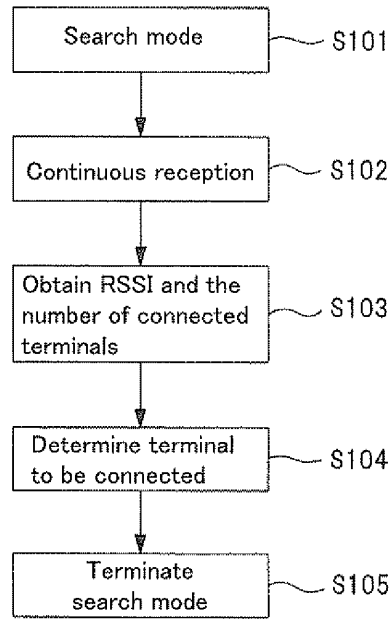 Search mode
S101
Continuous reception
S102
Obtain RSSI and the
number of connected
terminals
S103
Determine terminal
to be connected
S104
Terminate
search mode
S105